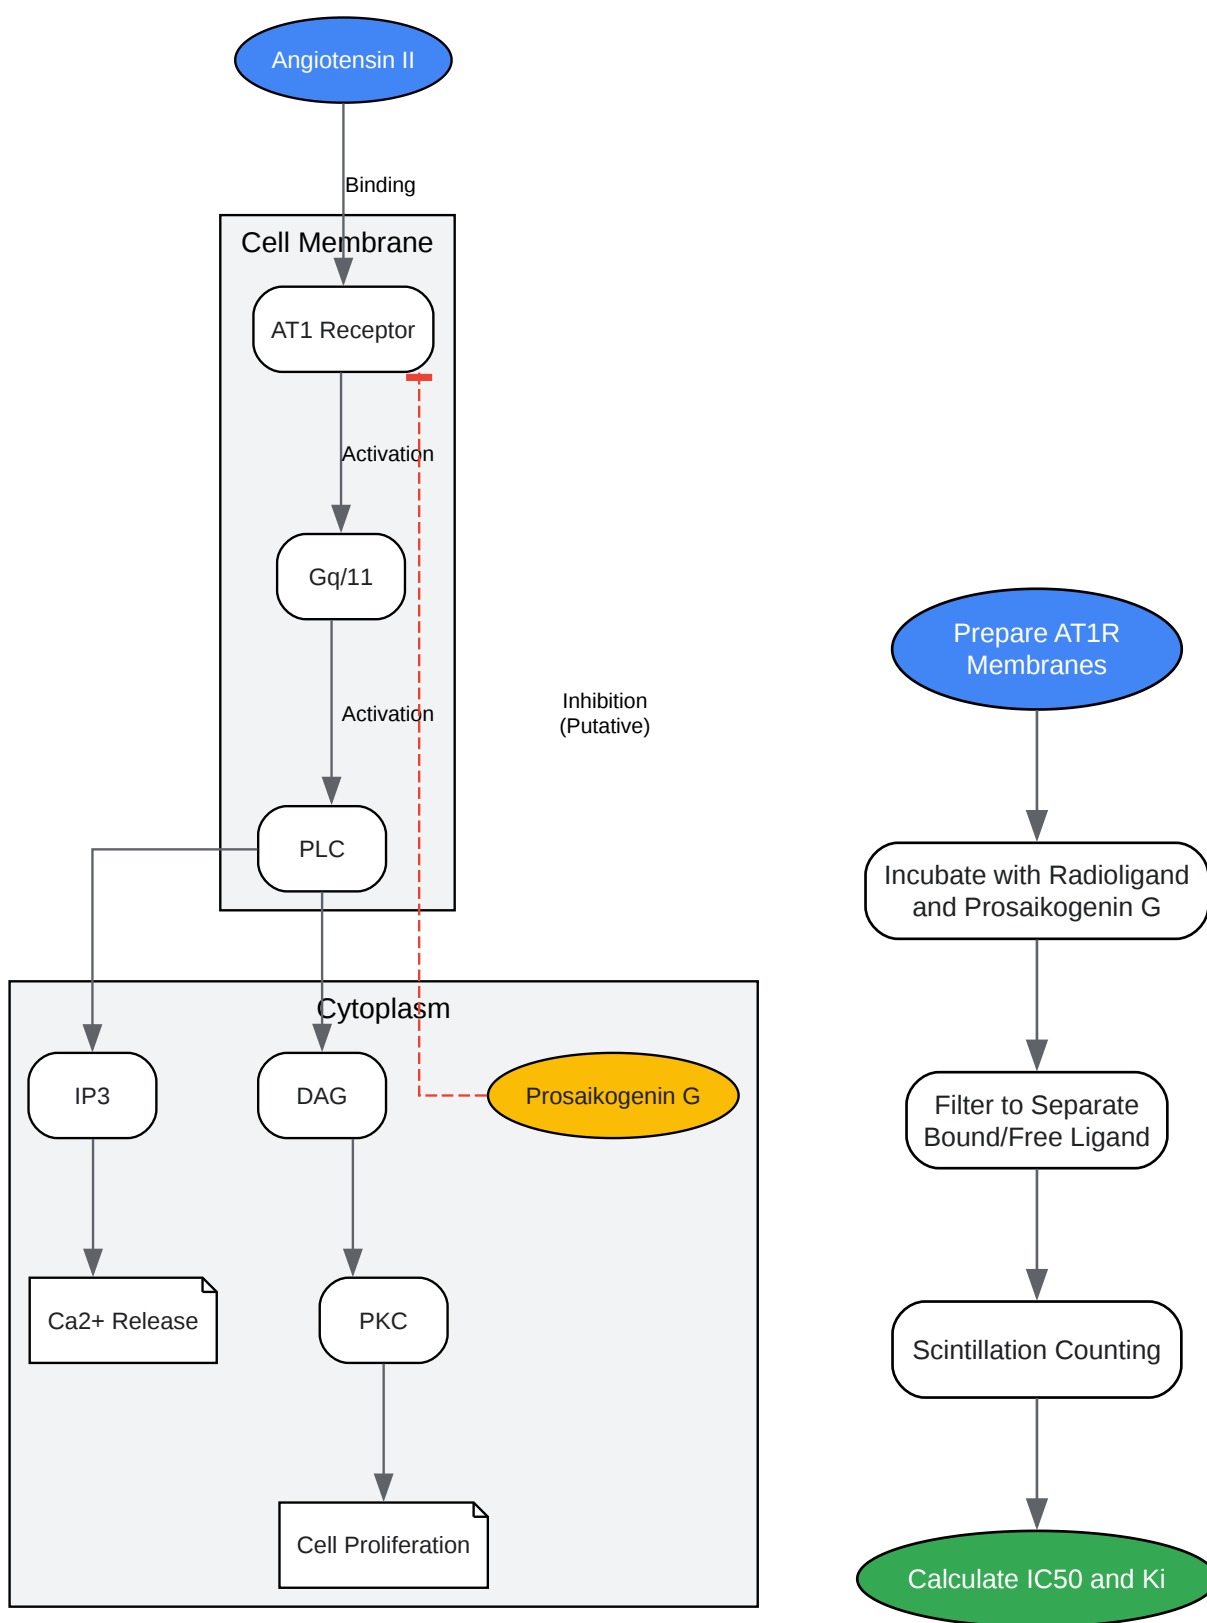 Angiotensin II
Binding
Cell Membrane
AT1 Receptor
Activation
Gq/11
Activation
Inhibition
(Putative)
PLC
Cytoplasm
IP3
DAG
Prosaikogenin G
Ca2+ Release
PKC
Cell Proliferation
Prepare AT1R
Membranes
Incubate with Radioligand
and Prosaikogenin G
Filter to Separate
Bound/Free Ligand
Scintillation Counting
Calculate IC50 and Ki